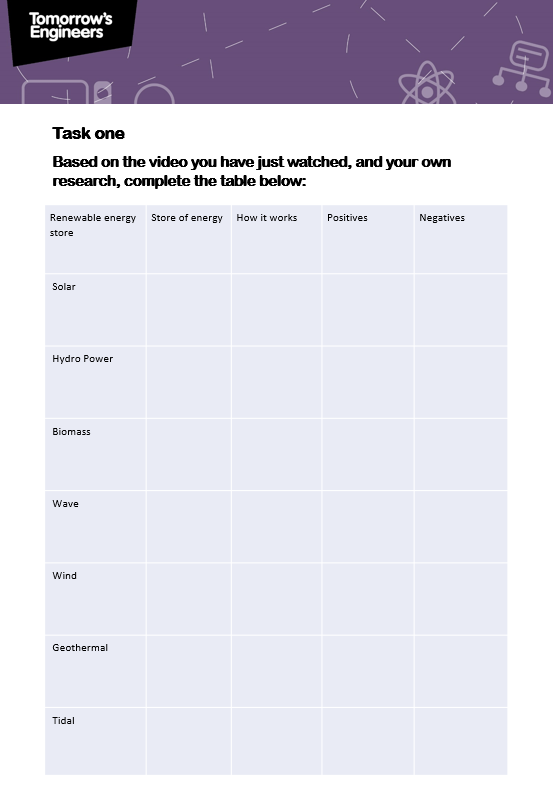 Tomorrow's
Engineers
Task one
Based on the video you have just watched, and your own
research, complete the table below:
Renewable energy
store
Store of energy
How it works
Positives
Negatives
Solar
Hydro Power
Biomass
Wave
Wind
Geothermal
Tidal